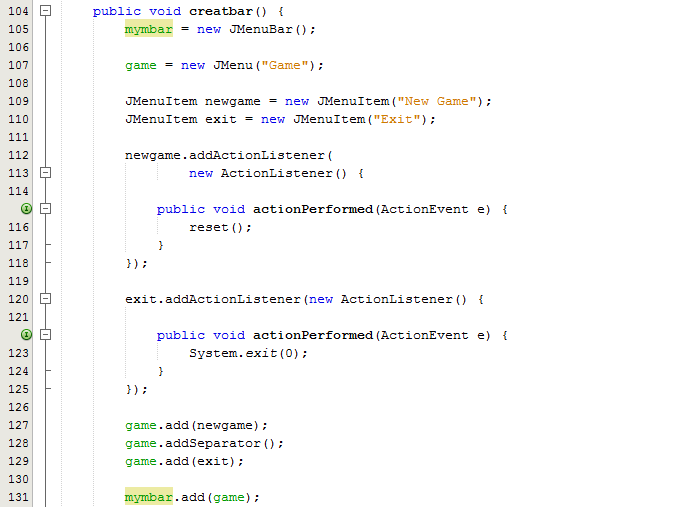 104 public void creatbar() {
105 mymbar = new JMenuBar();
106
107 game = new JMenu("Game");
108
109 JMenuItem newgame = new JMenuItem("New Game");
110 JMenuItem exit = new JMenuItem("Exit");
111
112 newgame.addActionListener(
113 new ActionListener() {
114
public void actionPerformed(ActionEvent e) {
116 reset();
117 }
118 });
119
120 exit.addActionListener(new ActionListener() {
121
public void actionPerformed(ActionEvent e) {
123 System.exit(0);
124 }
125 });
126
127 game.add(newgame);
128 game.addSeparator();
129 game.add(exit);
130
131 mymbar.add(game);